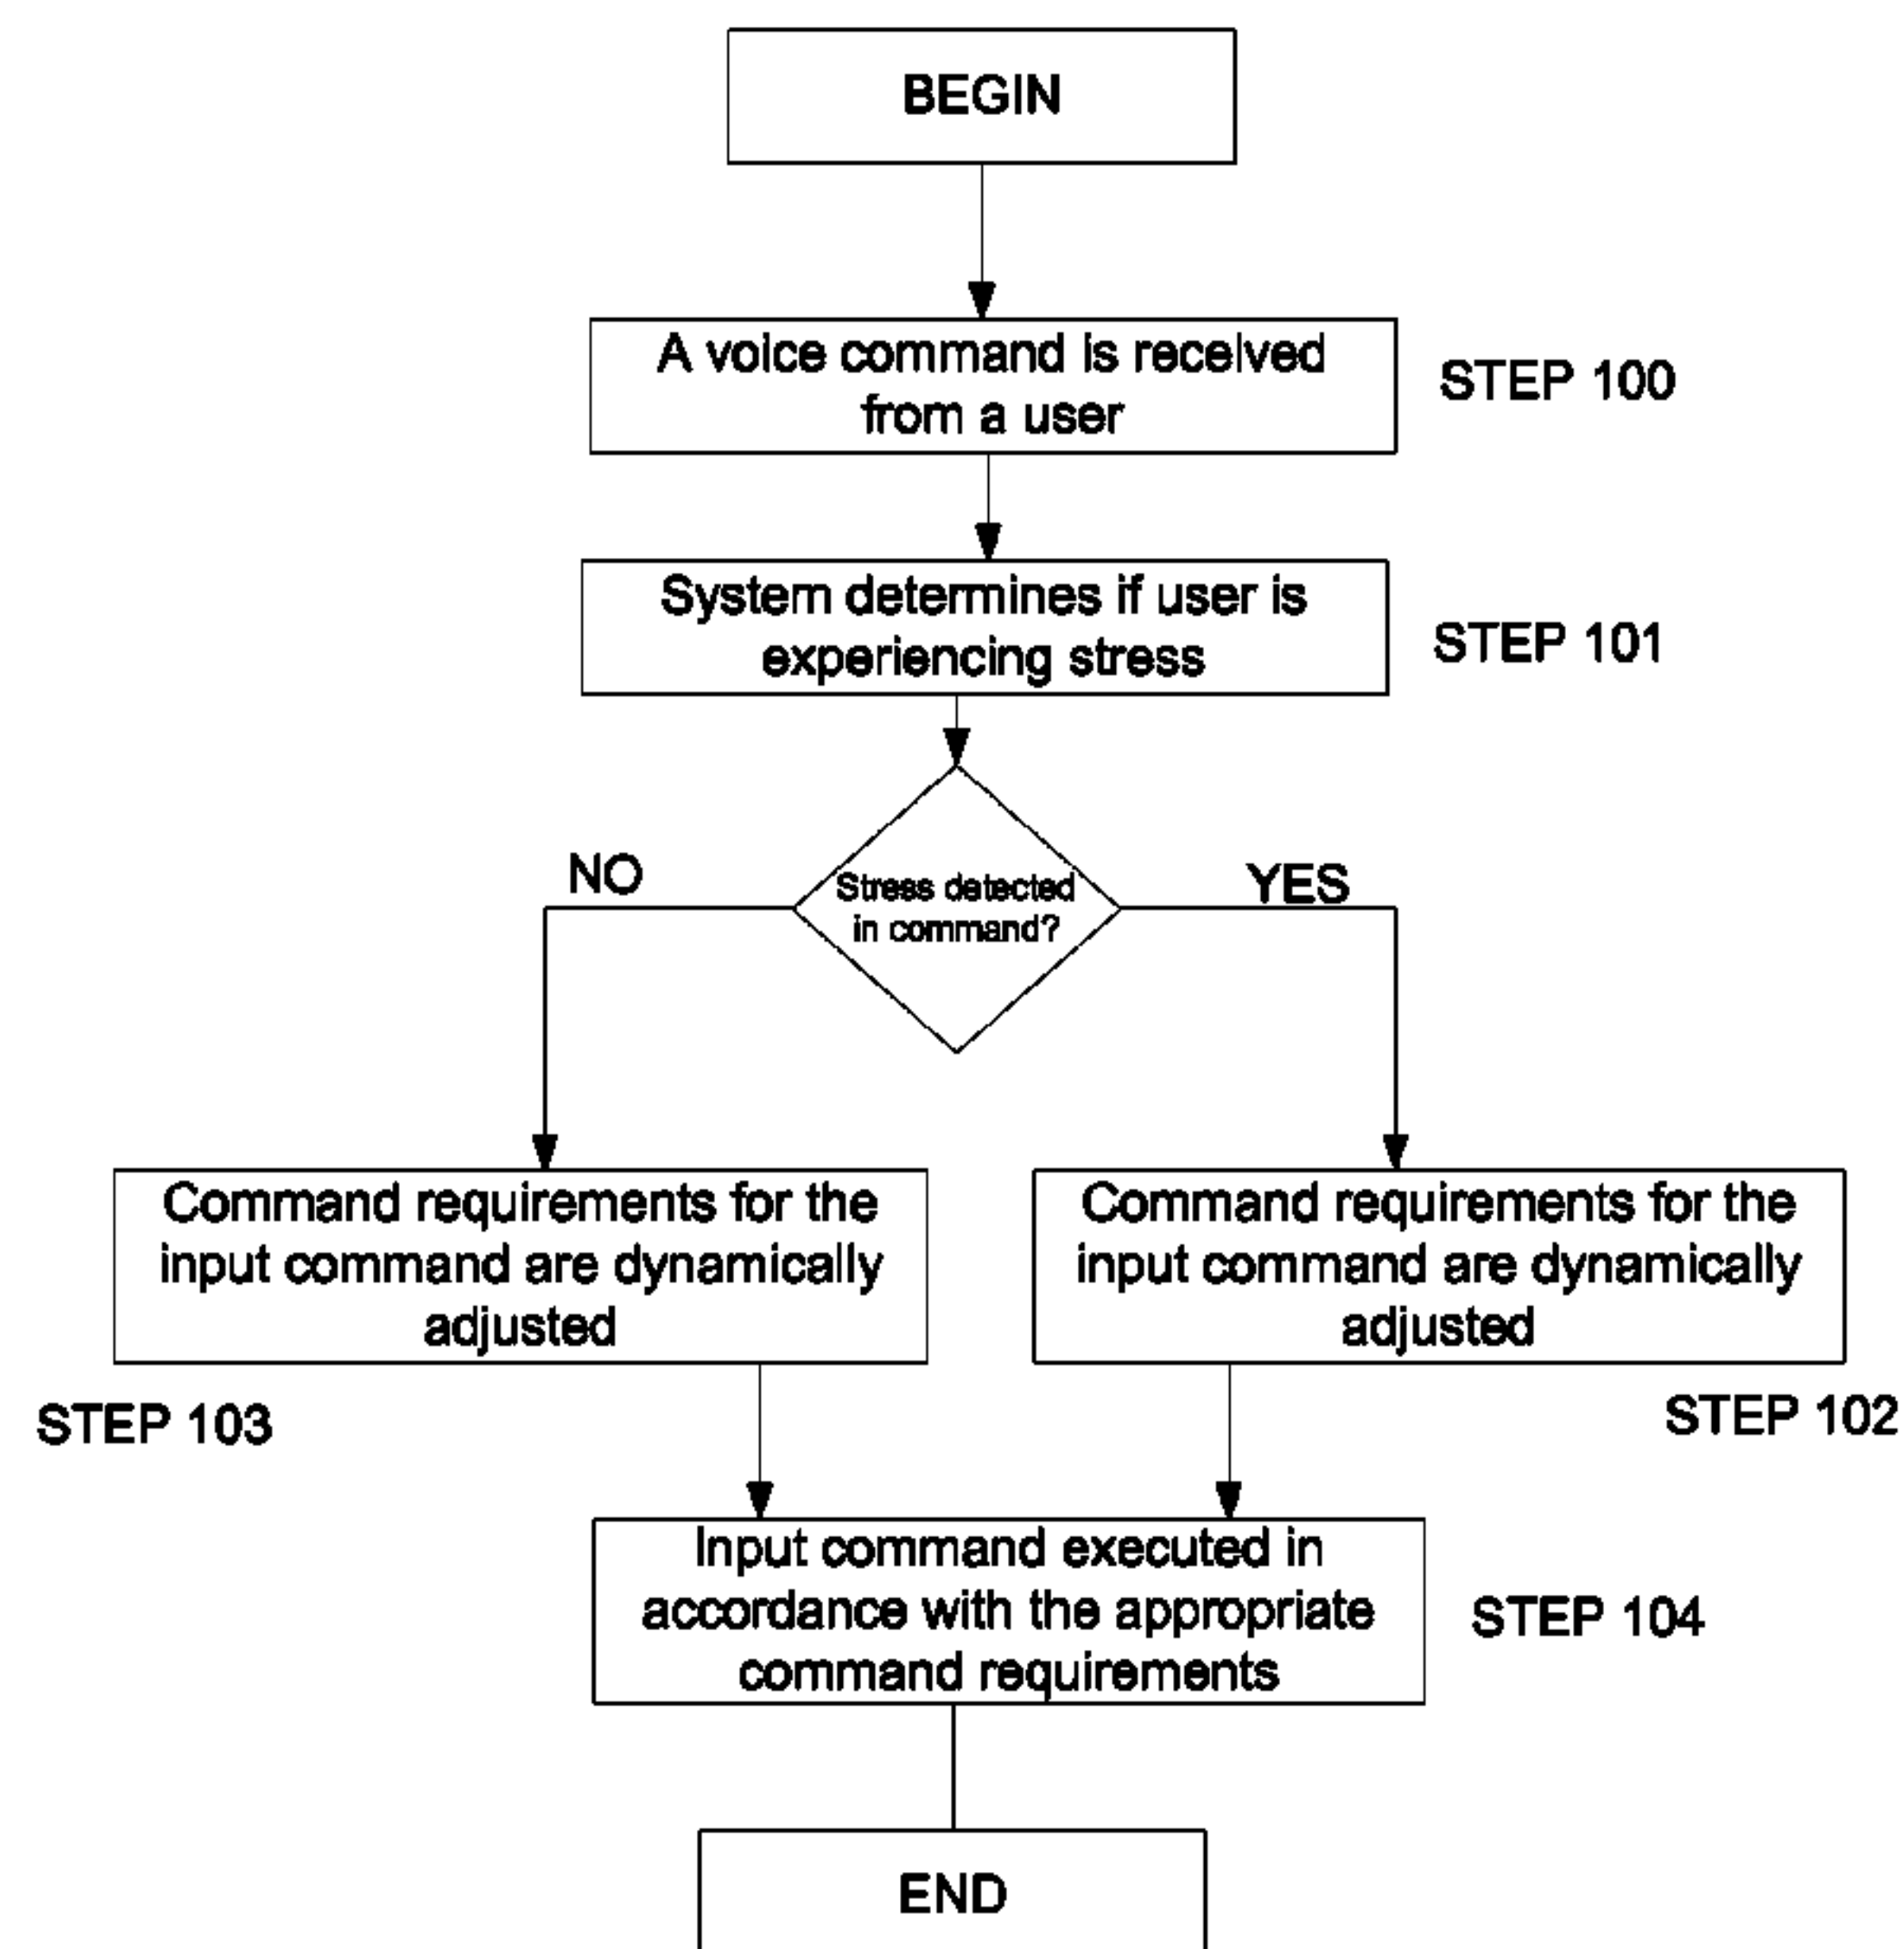 BEGIN
A voice command is received
from a user
STEP 100
System determines if user is
experiencing stress
STEP 101
Stress detected
in command?
NO
YES
Command requirements for the
input command are dynamically
adjusted
STEP 103
Command requirements for the
input command are dynamically
adjusted
STEP 102
Input command executed in
accordance with the appropriate
command requirements
STEP 104
END